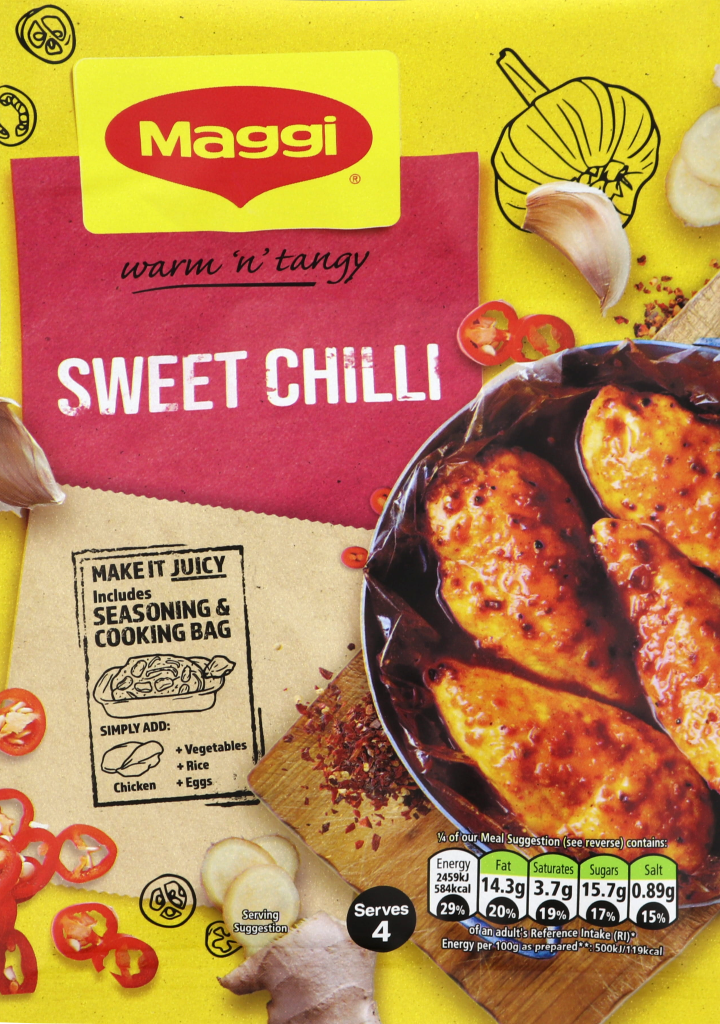 Maggi
®
warm 'n' tangy
SWEET CHILLI
MAKE IT JUICY
Includes
SEASONING &
COOKING BAG
SIMPLY ADD:
Chicken
+ Vegetables
+ Rice
+ Eggs
Serving
Suggestion
Serves
4
¼ of our Meal Suggestion (see reverse) contains:
Energy
2459kJ
584kcal
29%
Fat
14.3g
20%
Saturates
3.7g
19%
Sugars
15.7g
17%
Salt
0.89g
15%
of an adult's Reference Intake (RI)*
Energy per 100g as prepared**: 500kJ/119kcal